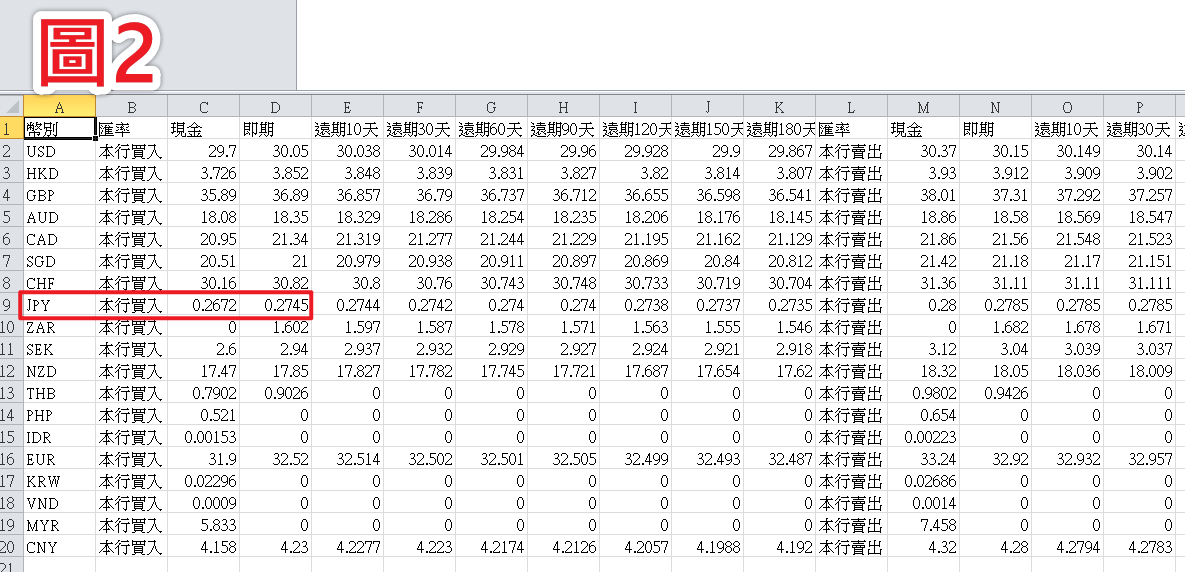 圖2
A B C D E F G H I J K L M N O P
1 幣別 匯率 現金 即期 遠期10天 遠期30天 遠期60天 遠期90天 遠期120天 遠期150天 遠期180天 匯率 現金 即期 遠期10天 遠期30天
2 USD 本行買入 29.7 30.05 30.038 30.014 29.984 29.96 29.928 29.9 29.867 本行賣出 30.37 30.15 30.149 30.14
3 HKD 本行買入 3.726 3.852 3.848 3.839 3.831 3.827 3.82 3.814 3.807 本行賣出 3.93 3.912 3.909 3.902
4 GBP 本行買入 35.89 36.89 36.857 36.79 36.737 36.712 36.655 36.598 36.541 本行賣出 38.01 37.31 37.292 37.257
5 AUD 本行買入 18.08 18.35 18.329 18.286 18.254 18.235 18.206 18.176 18.145 本行賣出 18.86 18.58 18.569 18.547
6 CAD 本行買入 20.95 21.34 21.319 21.277 21.244 21.229 21.195 21.162 21.129 本行賣出 21.86 21.56 21.548 21.523
7 SGD 本行買入 20.51 21 20.979 20.938 20.911 20.897 20.869 20.84 20.812 本行賣出 21.42 21.18 21.17 21.151
8 CHF 本行買入 30.16 30.82 30.8 30.76 30.743 30.748 30.733 30.719 30.704 本行賣出 31.36 31.11 31.11 31.111
9 JPY 本行買入 0.2672 0.2745 0.2744 0.2742 0.274 0.274 0.2738 0.2737 0.2735 本行賣出 0.28 0.2785 0.2785 0.2785
10 ZAR 本行買入 0 1.602 1.597 1.587 1.578 1.571 1.563 1.555 1.546 本行賣出 0 1.682 1.678 1.671
11 SEK 本行買入 2.6 2.94 2.937 2.932 2.929 2.927 2.924 2.921 2.918 本行賣出 3.12 3.04 3.039 3.037
12 NZD 本行買入 17.47 17.85 17.827 17.782 17.745 17.721 17.687 17.654 17.62 本行賣出 18.32 18.05 18.036 18.009
13 THB 本行買入 0.7902 0.9026 0 0 0 0 0 0 0 本行賣出 0.9802 0.9426 0 0
14 PHP 本行買入 0.521 0 0 0 0 0 0 0 0 本行賣出 0.654 0 0 0
15 IDR 本行買入 0.00153 0 0 0 0 0 0 0 0 本行賣出 0.00223 0 0 0
16 EUR 本行買入 31.9 32.52 32.514 32.502 32.501 32.505 32.499 32.493 32.487 本行賣出 33.24 32.92 32.932 32.957
17 KRW 本行買入 0.02296 0 0 0 0 0 0 0 0 本行賣出 0.02686 0 0 0
18 VND 本行買入 0.0009 0 0 0 0 0 0 0 0 本行賣出 0.0014 0 0 0
19 MYR 本行買入 5.833 0 0 0 0 0 0 0 0 本行賣出 7.458 0 0 0
20 CNY 本行買入 4.158 4.23 4.2277 4.223 4.2174 4.2126 4.2057 4.1988 4.192 本行賣出 4.32 4.28 4.2794 4.2783
21